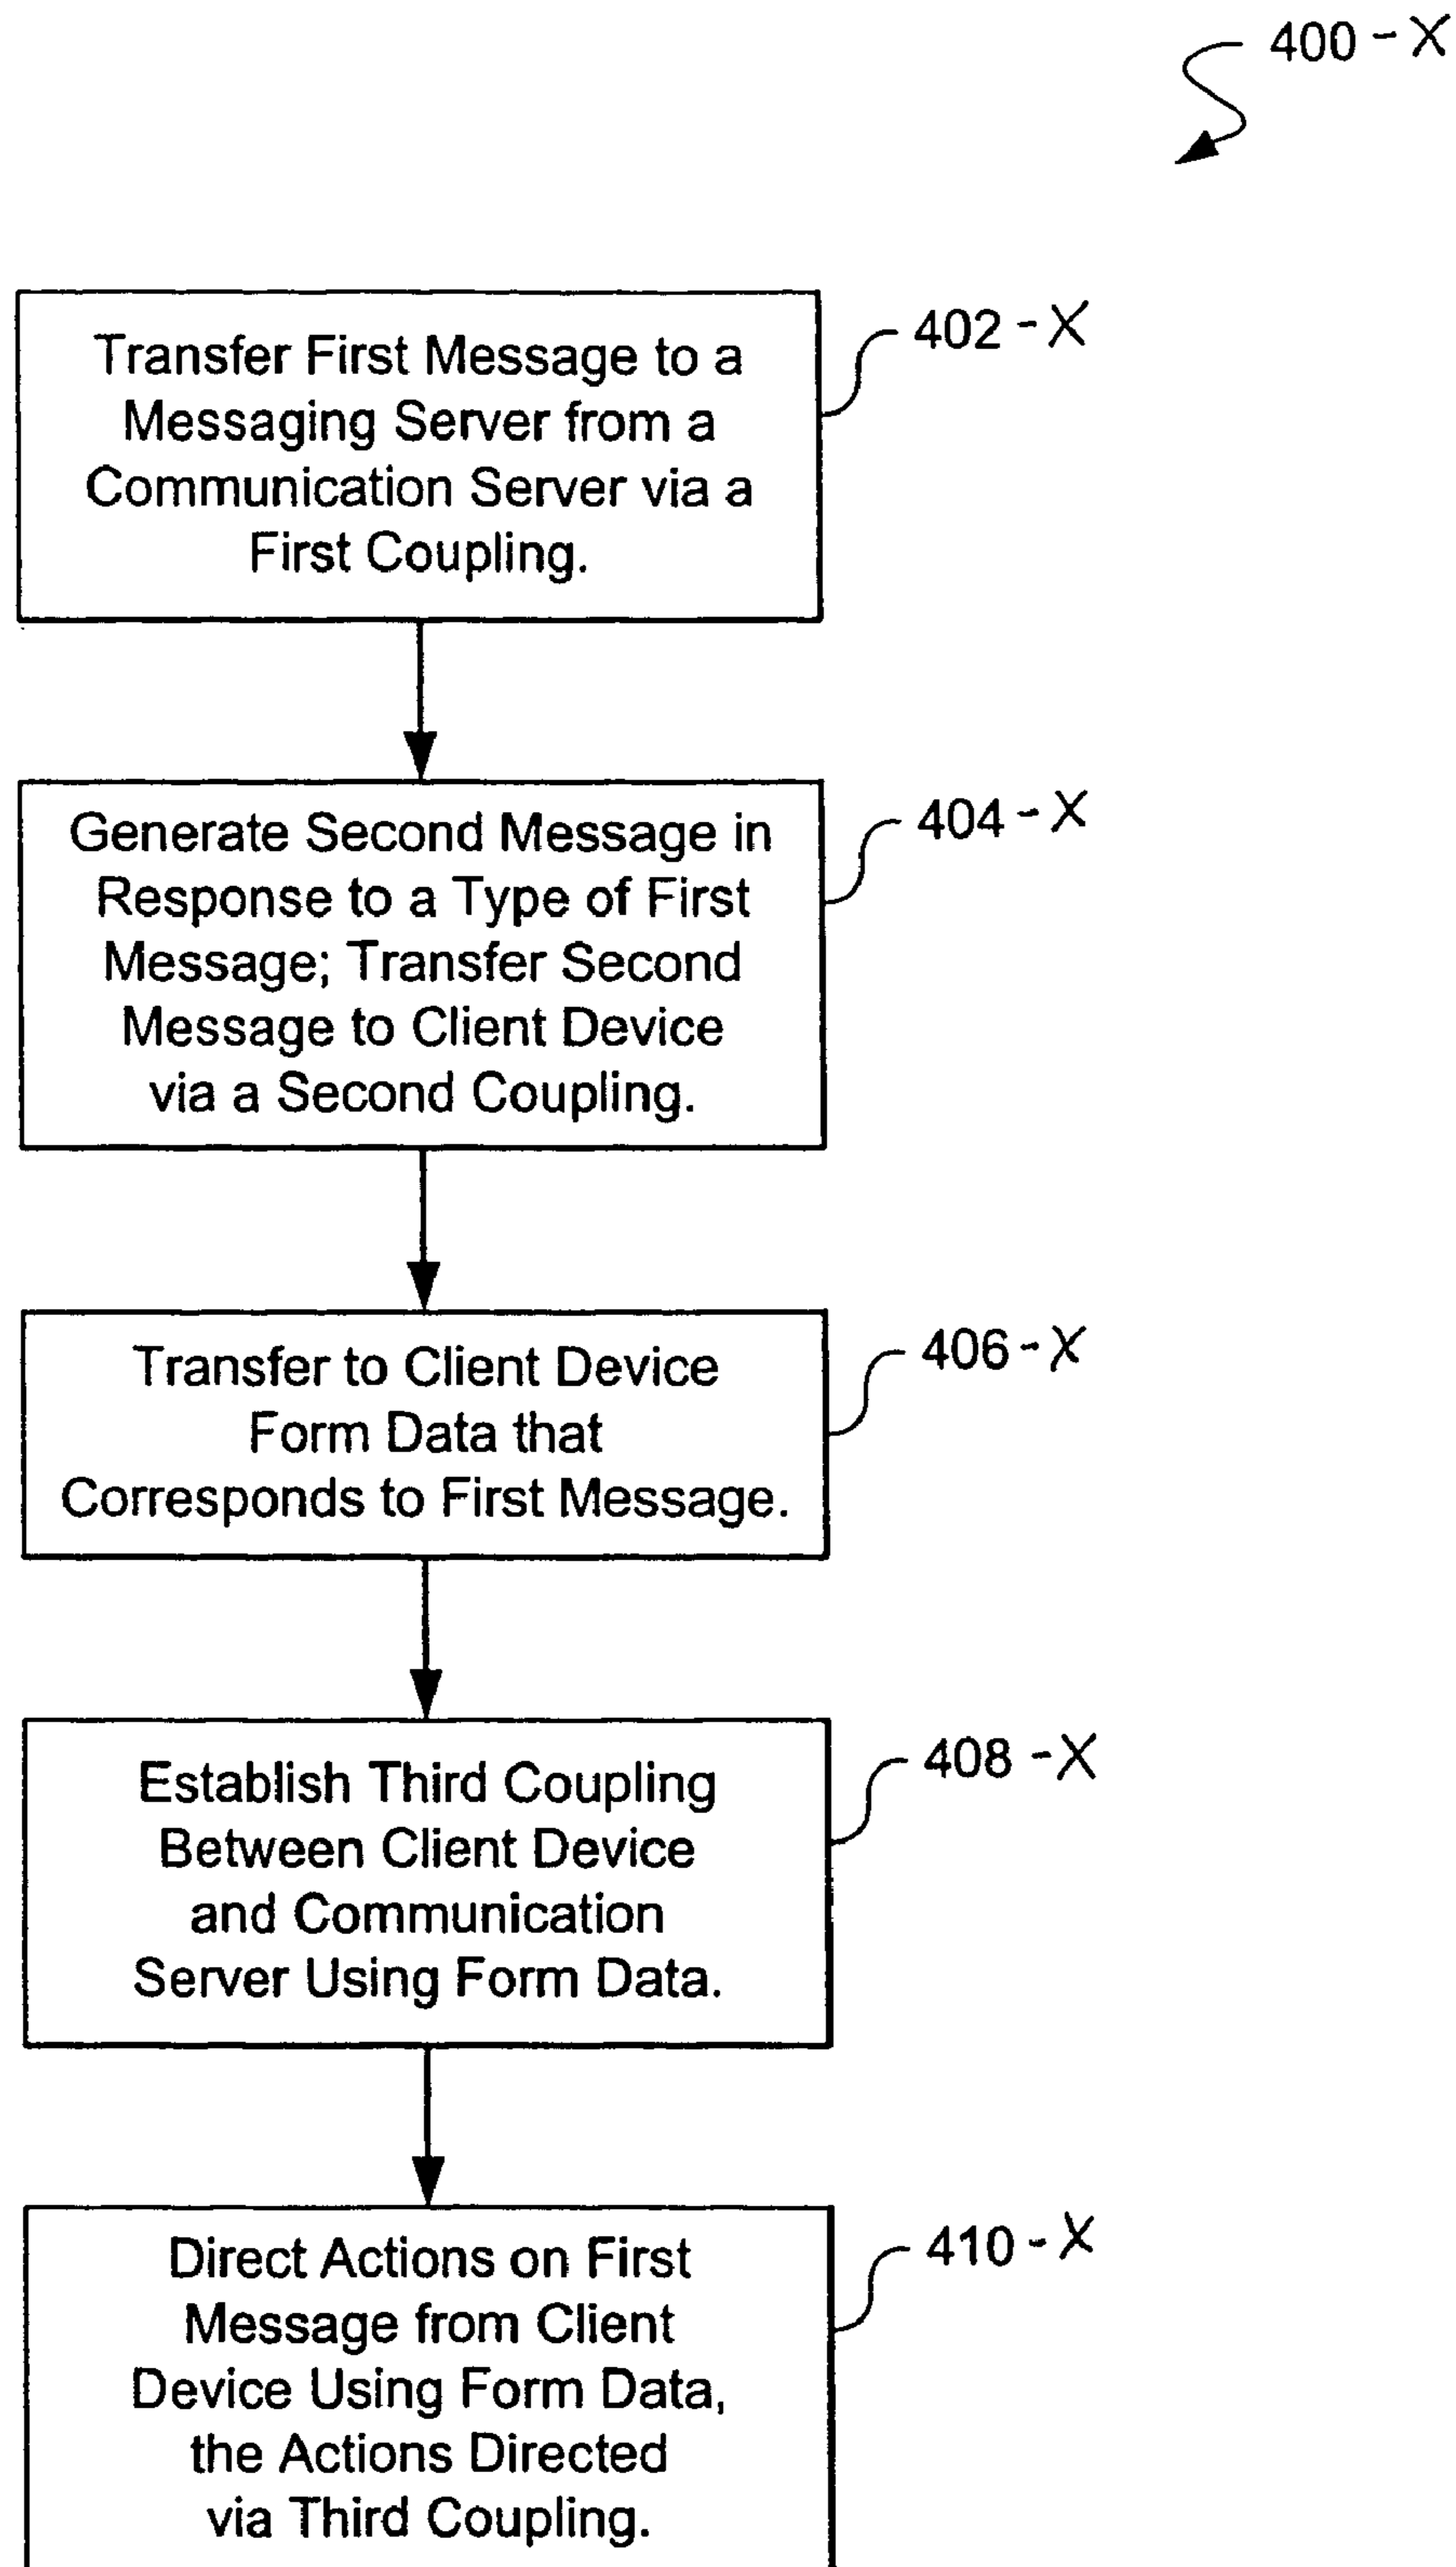 400 - X
Transfer First Message to a
Messaging Server from a
Communication Server via a
First Coupling.
402 - X
Generate Second Message in
Response to a Type of First
Message; Transfer Second
Message to Client Device
via a Second Coupling.
404 - X
Transfer to Client Device
Form Data that
Corresponds to First Message.
406 - X
Establish Third Coupling
Between Client Device
and Communication
Server Using Form Data.
408 - X
Direct Actions on First
Message from Client
Device Using Form Data,
the Actions Directed
via Third Coupling.
410 - X